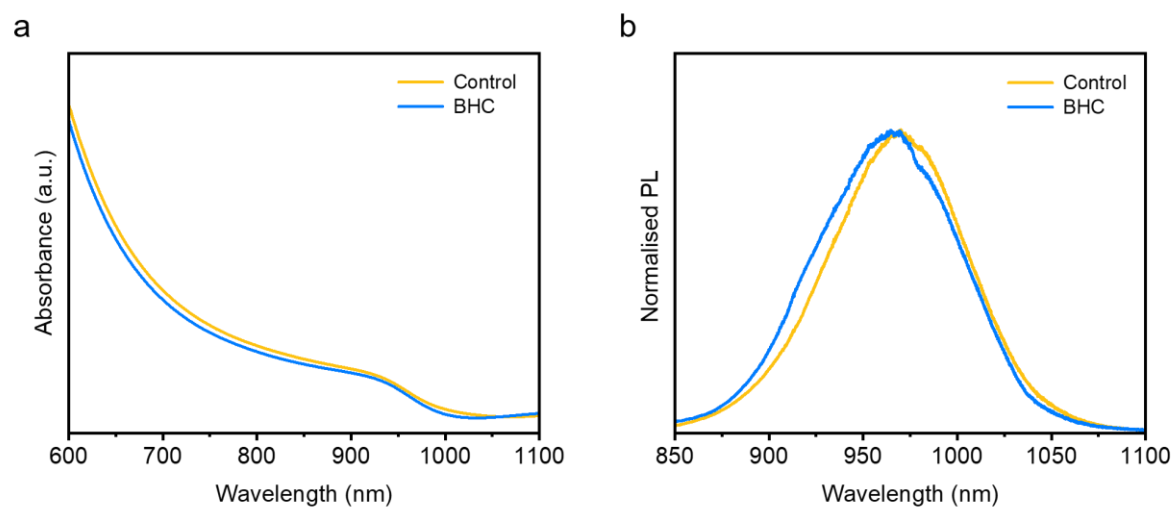 a
Control
BHC
Absorbance (a.u.)
600 700 800 900 1000 1100
Wavelength (nm)
b
Control
BHC
Normalised PL
850 900 950 1000 1050 1100
Wavelength (nm)